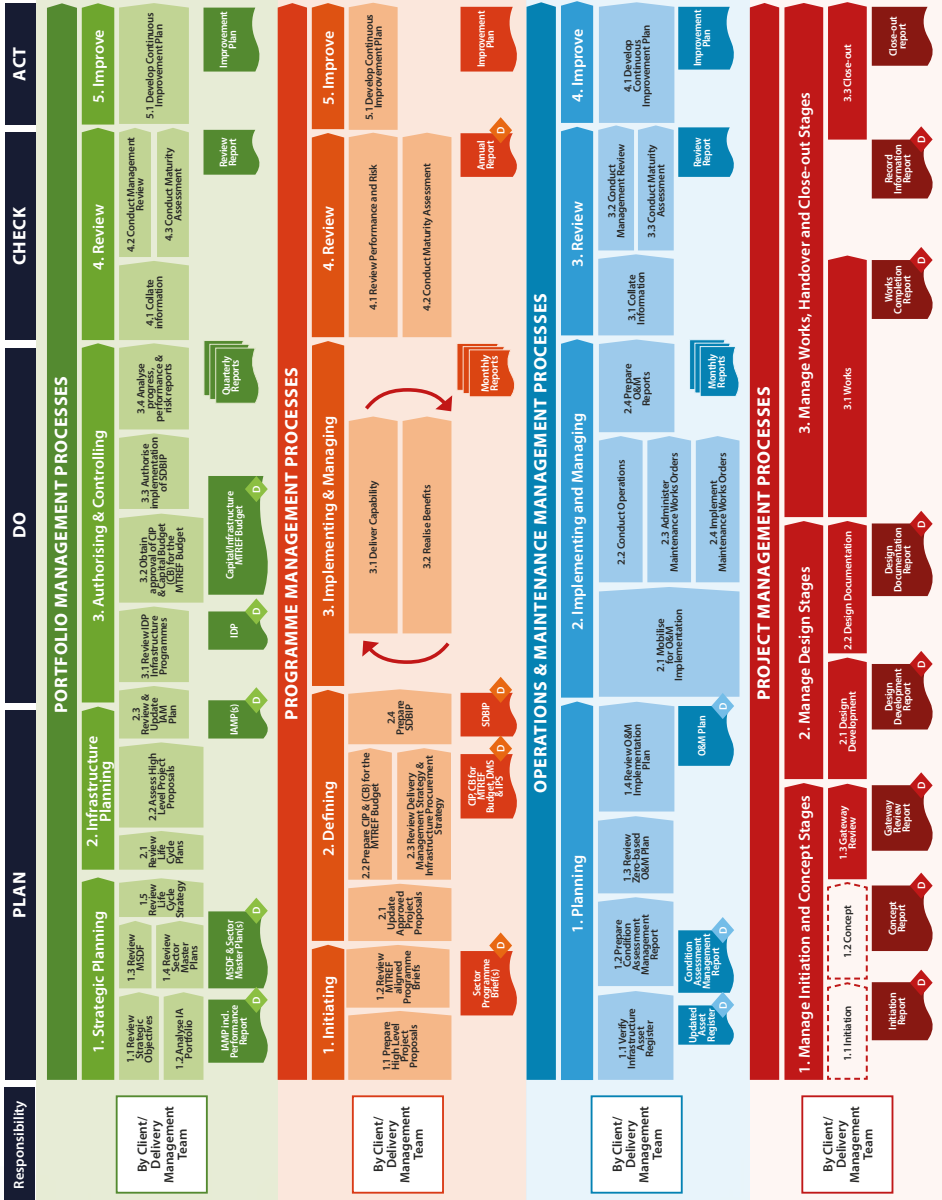 Responsibility
PLAN
DO
CHECK
ACT
PORTFOLIO MANAGEMENT PROCESSES
By Client/
Delivery
Management
Team
1. Strategic Planning
2. Infrastructure
Planning
3. Authorising & Controlling
4. Review
5. Improve
1.1 Review
Strategic
Objectives
1.2 Analyse IA
Portfolio
1.3 Review
MSDF
1.4 Review
Sector
Master
Plans
1.5
Review
Life
Cycle
Strategy
2.1
Review
Life
Cycle
Plans
2.2 Assess High
Level Project
Proposals
2.3
Review &
Update
IAM
Plan
3.1 Review IDP
Infrastructure
Programmes
3.2 Obtain
approval of CIP
& Capital Budget
(CB) for the
MTREF Budget
3.3 Authorise
implementation
of SDBIP
3.4 Analyse
progress,
performance &
risk reports
4.1 Collate
information
4.2 Conduct Management
Review
4.3 Conduct Maturity
Assessment
5.1 Develop Continuous
Improvement Plan
IAMP incl.
Performance
Report
D
MSDF & Sector
Master Plan(s)
D
IAMP(s)
D
IDP
D
Capital/Infrastructure
MTREF Budget
D
Quarterly
Reports
Review
Report
Improvement
Plan
PROGRAMME MANAGEMENT PROCESSES
By Client/
Delivery
Management
Team
1. Initiating
2. Defining
3. Implementing & Managing
4. Review
5. Improve
1.1 Prepare
High Level
Project
Proposals
1.2 Review
MTREF
aligned
Programme
Briefs
2.1
Update
Approved
Project
Proposals
2.2 Prepare CIP & (CB) for the
MTREF Budget
2.3 Review Delivery
Management Strategy &
Infrastructure Procurement
Strategy
2.4
Prepare
SDBIP
3.1 Deliver Capability
3.2 Realise Benefits
4.1 Review Performance and Risk
4.2 Conduct Maturity Assessment
5.1 Develop Continuous
Improvement Plan
Sector
Programme
Brief(s)
D
CIP, CB for
MTREF
Budget, DMS
& IPS
D
SDBIP
D
Monthly
Reports
Annual
Report
D
Improvement
Plan
OPERATIONS & MAINTENANCE MANAGEMENT PROCESSES
By Client/
Delivery
Management
Team
1. Planning
2. Implementing and Managing
3. Review
4. Improve
1.1 Verify
Infrastructure
Asset
Register
1.2 Prepare
Condition
Assessment
Management
Report
1.3 Review
Zero-based
O&M Plan
1.4 Review O&M
Implementation
Plan
2.1 Mobilise
for O&M
Implementation
2.2 Conduct Operations
2.3 Administer
Maintenance Works Orders
2.4 Implement
Maintenance Works Orders
2.4 Prepare
O&M
Reports
3.1 Collate
Information
3.2 Conduct
Management Review
3.3 Conduct Maturity
Assessment
4.1 Develop
Continuous
Improvement Plan
Updated
Asset
Register
D
Condition
Assessment
Management
Report
D
O&M Plan
D
Monthly
Reports
Review
Report
Improvement
Plan
PROJECT MANAGEMENT PROCESSES
By Client/
Delivery
Management
Team
1. Manage Initiation and Concept Stages
2. Manage Design Stages
3. Manage Works, Handover and Close-out Stages
1.1 Initiation
1.2 Concept
1.3 Gateway
Review
2.1 Design
Development
2.2 Design Documentation
3.1 Works
3.3 Close-out
Initiation
Report
D
Concept
Report
D
Gateway
Review
Report
D
Design
Development
Report
D
Design
Documentation
Report
D
Works
Completion
Report
D
Record
Information
Report
D
Close-out
report